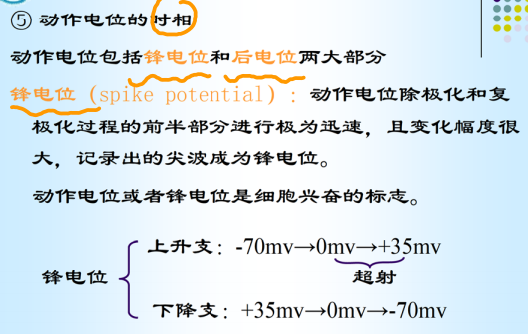 ⑤ 动作电位的时相
动作电位包括锋电位和后电位两大部分
锋电位（spike potential）：动作电位除极化和复
极化过程的前半部分进行极为迅速，且变化幅度很
大，记录出的尖波成为锋电位。
动作电位或者锋电位是细胞兴奋的标志。
上升支：-70mv→0mv→+35mv
锋电位
超射
下降支：+35mv→0mv→-70mv